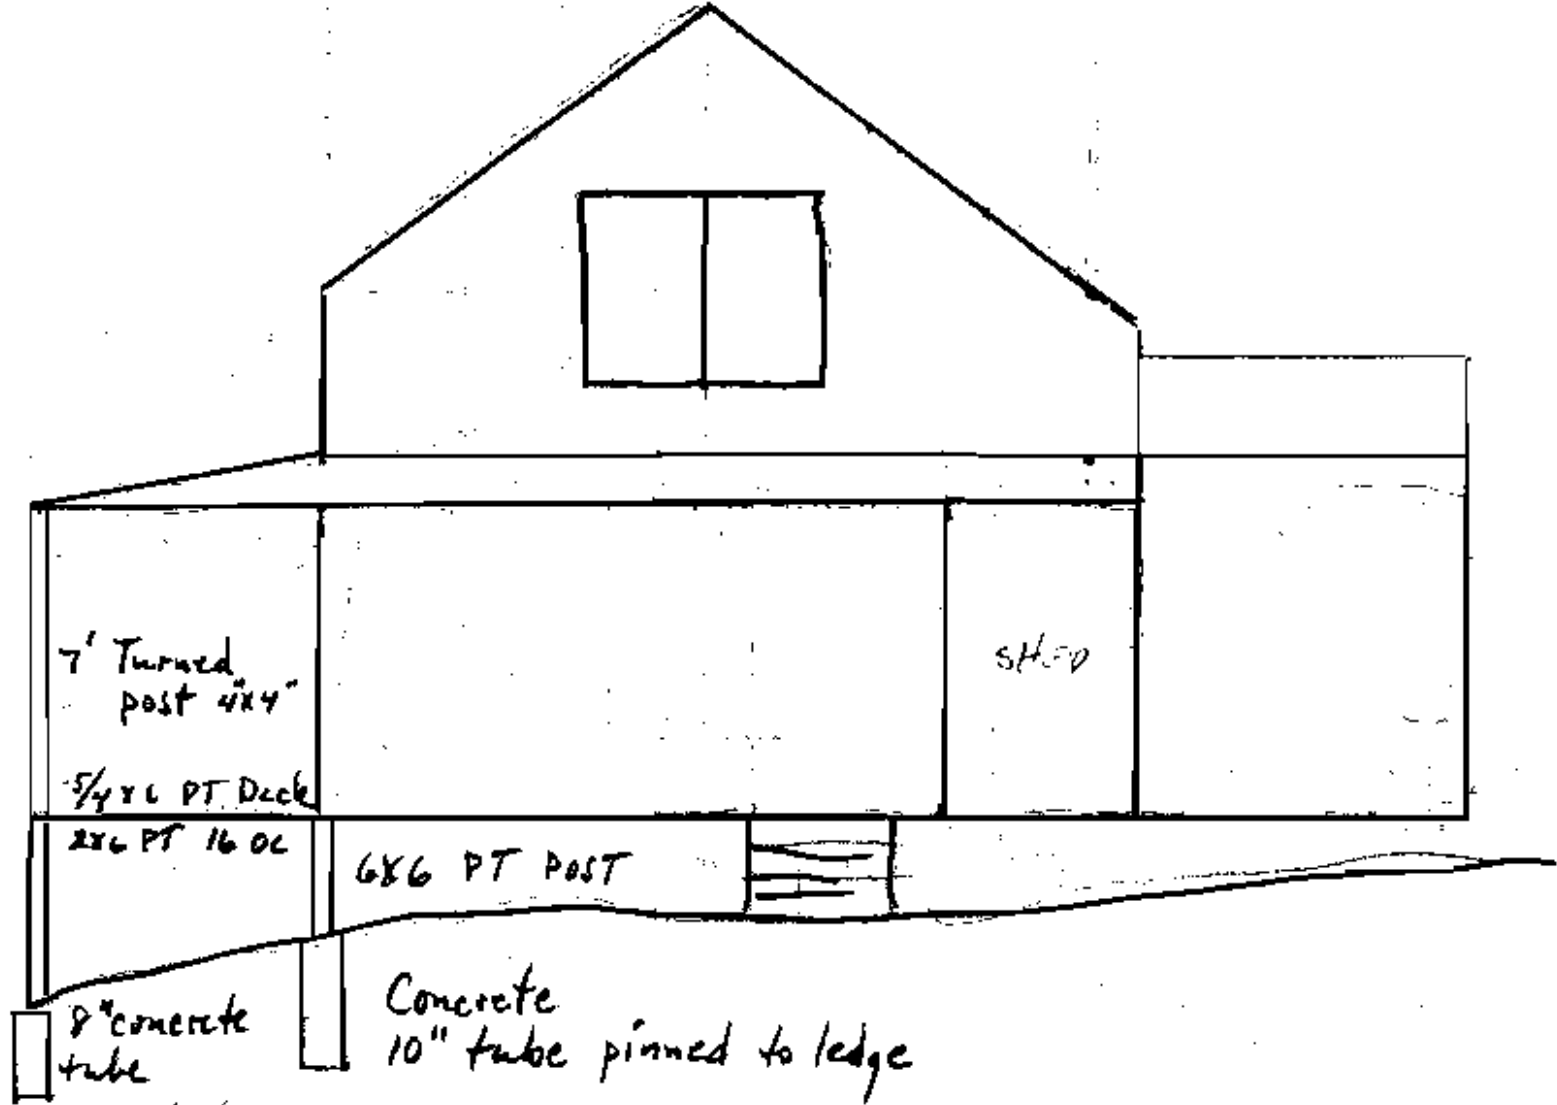 7' Turned
post 4"x4"
SHED
5/4 x 6 PT Deck
2x6 PT 16 OC
6x6 PT POST
8" concrete
tube
Concrete
10" tube pinned to ledge